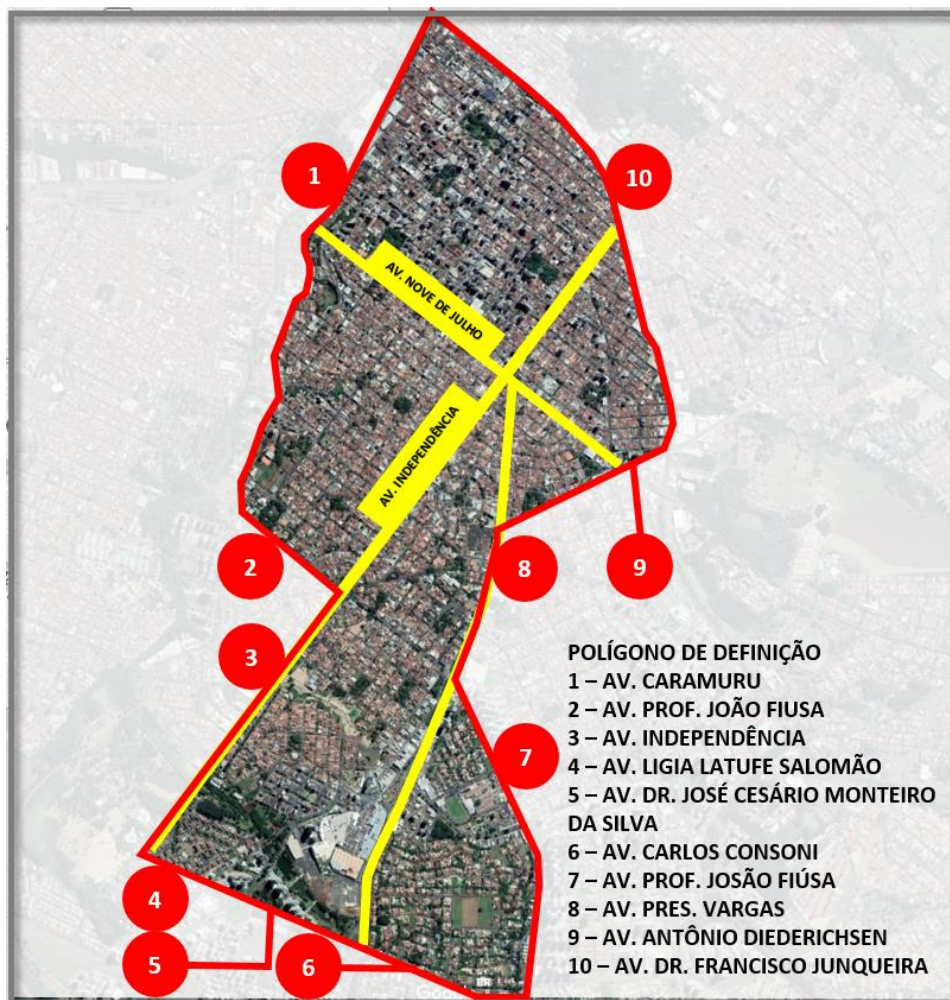 1
10
AV. NOVE DE JULHO
AV. INDEPENDÊNCIA
2
8
9
3
POLÍGONO DE DEFINIÇÃO
1 – AV. CARAMURU
2 – AV. PROF. JOÃO FIUSA
3 – AV. INDEPENDÊNCIA
4 – AV. LIGIA LATUFE SALOMÃO
5 – AV. DR. JOSÉ CESÁRIO MONTEIRO
DA SILVA
6 – AV. CARLOS CONSONI
7 – AV. PROF. JOSÃO FIÚSA
8 – AV. PRES. VARGAS
9 – AV. ANTÔNIO DIEDERICHSEN
10 – AV. DR. FRANCISCO JUNQUEIRA
7
4
5
6